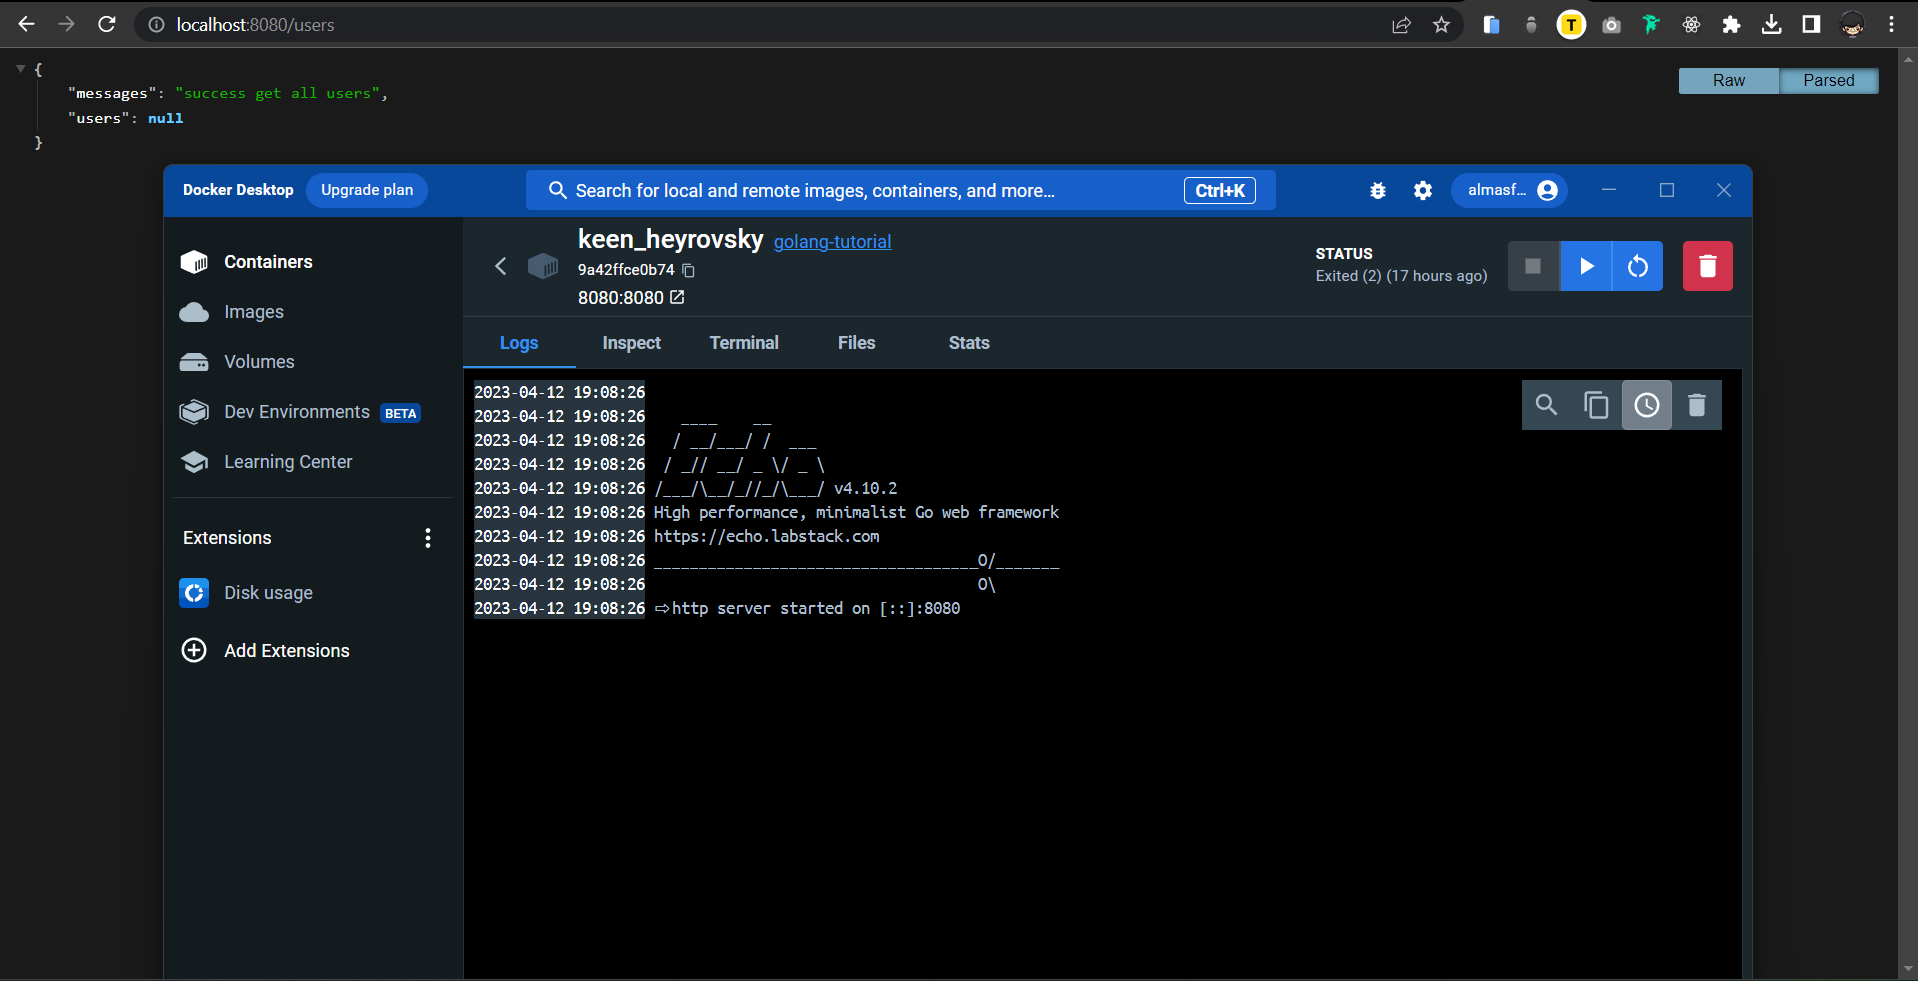 localhost:8080/users
T
{
"messages": "success get all users",
"users": null
}
Raw Parsed
Docker Desktop Upgrade plan Search for local and remote images, containers, and more... Ctrl+K almasf...
Containers
Images
Volumes
Dev Environments BETA
Learning Center
Extensions
Disk usage
Add Extensions
keen_heyrovsky golang-tutorial
9a42ffce0b74
8080:8080
STATUS
Exited (2) (17 hours ago)
Logs Inspect Terminal Files Stats
2023-04-12 19:08:26
2023-04-12 19:08:26    ____    __
2023-04-12 19:08:26   / __/___/ /  ___
2023-04-12 19:08:26  / _// __/ _ \/ _ \
2023-04-12 19:08:26 /___/\__/_//_/\___/ v4.10.2
2023-04-12 19:08:26 High performance, minimalist Go web framework
2023-04-12 19:08:26 https://echo.labstack.com
2023-04-12 19:08:26 ____________________________________O/_______
2023-04-12 19:08:26                                     O\
2023-04-12 19:08:26 ⇨ http server started on [::]:8080